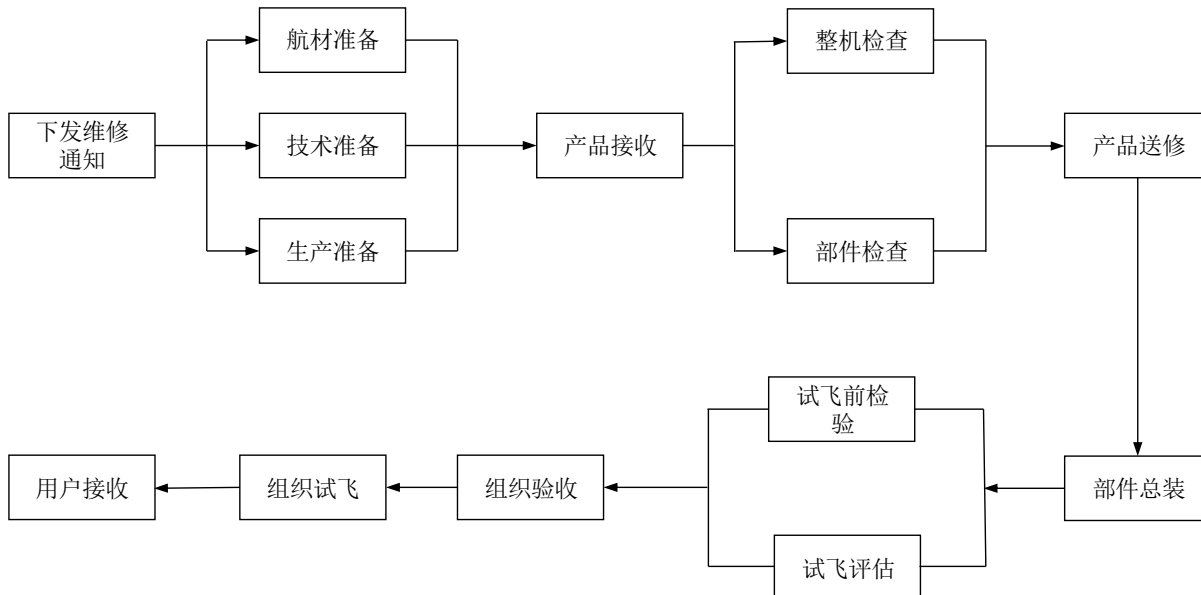 航材准备
整机检查
下发维修
通知
技术准备
产品接收
产品送修
生产准备
部件检查
试飞前检
验
用户接收
组织试飞
组织验收
部件总装
试飞评估